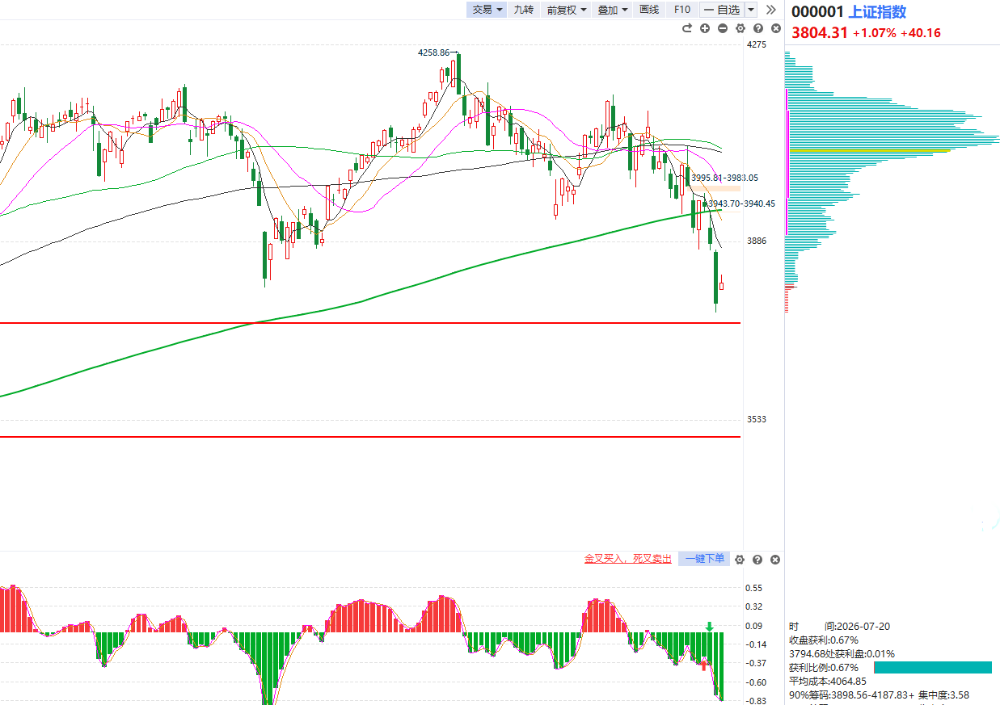 交易 九转 前复权 叠加 画线 F10 一自选
000001 上证指数
3804.31 +1.07% +40.16
4275
4258.86
3995.81-3983.05
3943.70-3940.45
3886
3533
金叉买入，死叉卖出 一键下单
0.55
0.32
0.09
-0.14
-0.37
-0.60
-0.83
时 间:2026-07-20
收盘获利:0.67%
3794.68处获利盘:0.01%
获利比例:0.67%
平均成本:4064.85
90%筹码:3898.56-4187.83+ 集中度:3.58